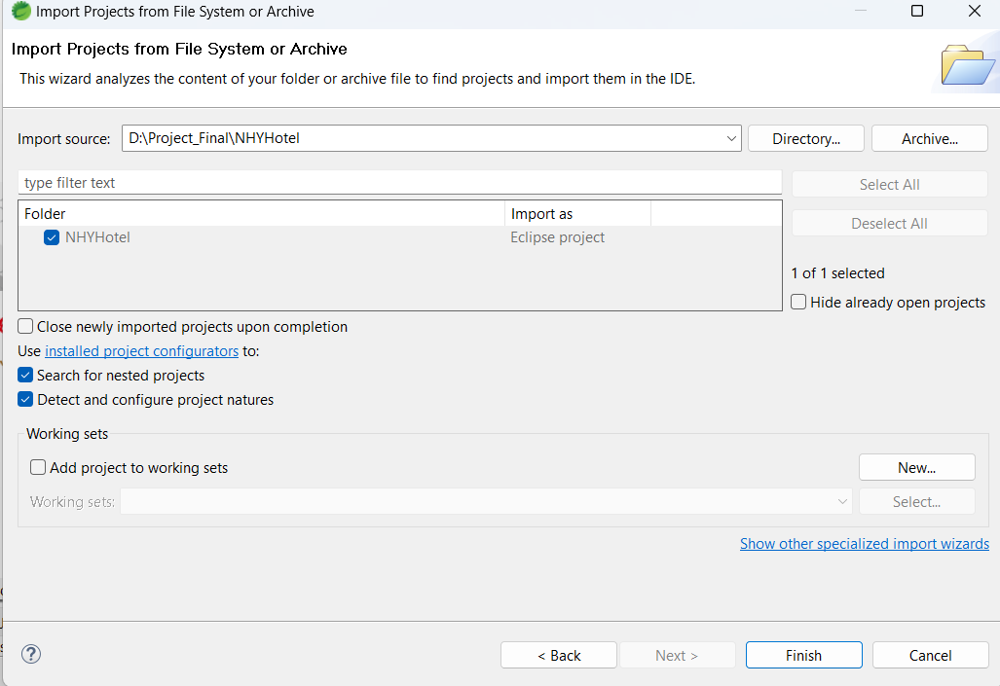 Import Projects from File System or Archive
Import Projects from File System or Archive
This wizard analyzes the content of your folder or archive file to find projects and import them in the IDE.
Import source: D:\Project_Final\NHYHotel Directory... Archive...
type filter text Select All
Folder Import as
Deselect All
NHYHotel Eclipse project
1 of 1 selected
Hide already open projects
Close newly imported projects upon completion
Use installed project configurators to:
Search for nested projects
Detect and configure project natures
Working sets
Add project to working sets New...
Working sets: Select...
Show other specialized import wizards
? < Back Next > Finish Cancel